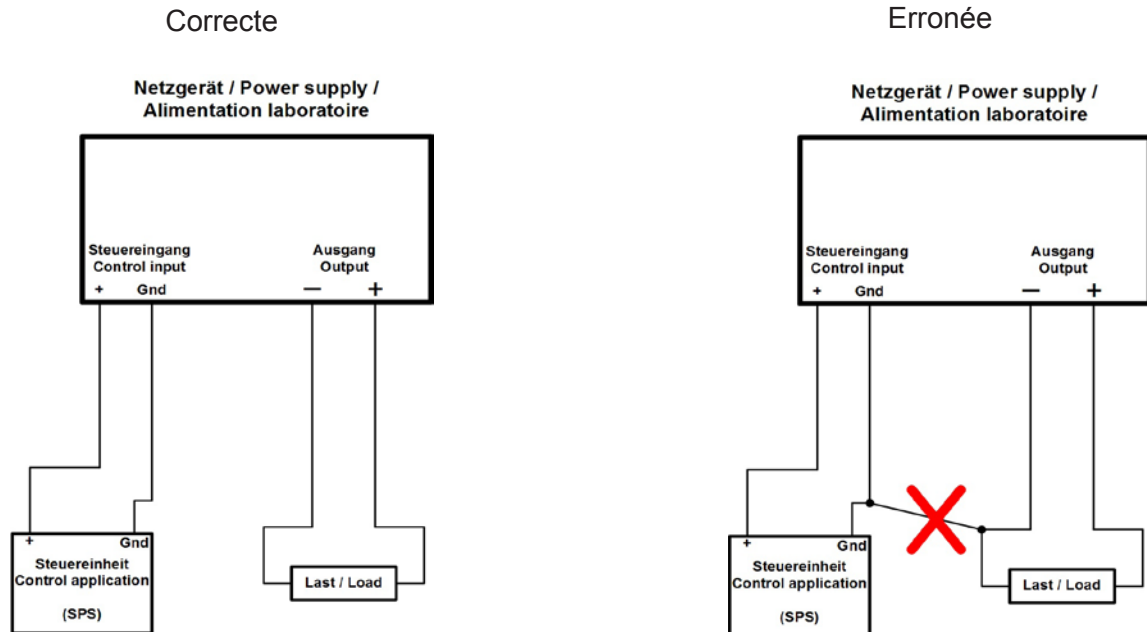 Correcte
Netzgerät / Power supply /
Alimentation laboratoire
Steuereingang
Control input
+ Gnd
Ausgang
Output
— +
+ Gnd
Steuereinheit
Control application
(SPS)
Last / Load
Erronée
Netzgerät / Power supply /
Alimentation laboratoire
Steuereingang
Control input
+ Gnd
Ausgang
Output
— +
+ Gnd
Steuereinheit
Control application
(SPS)
Last / Load